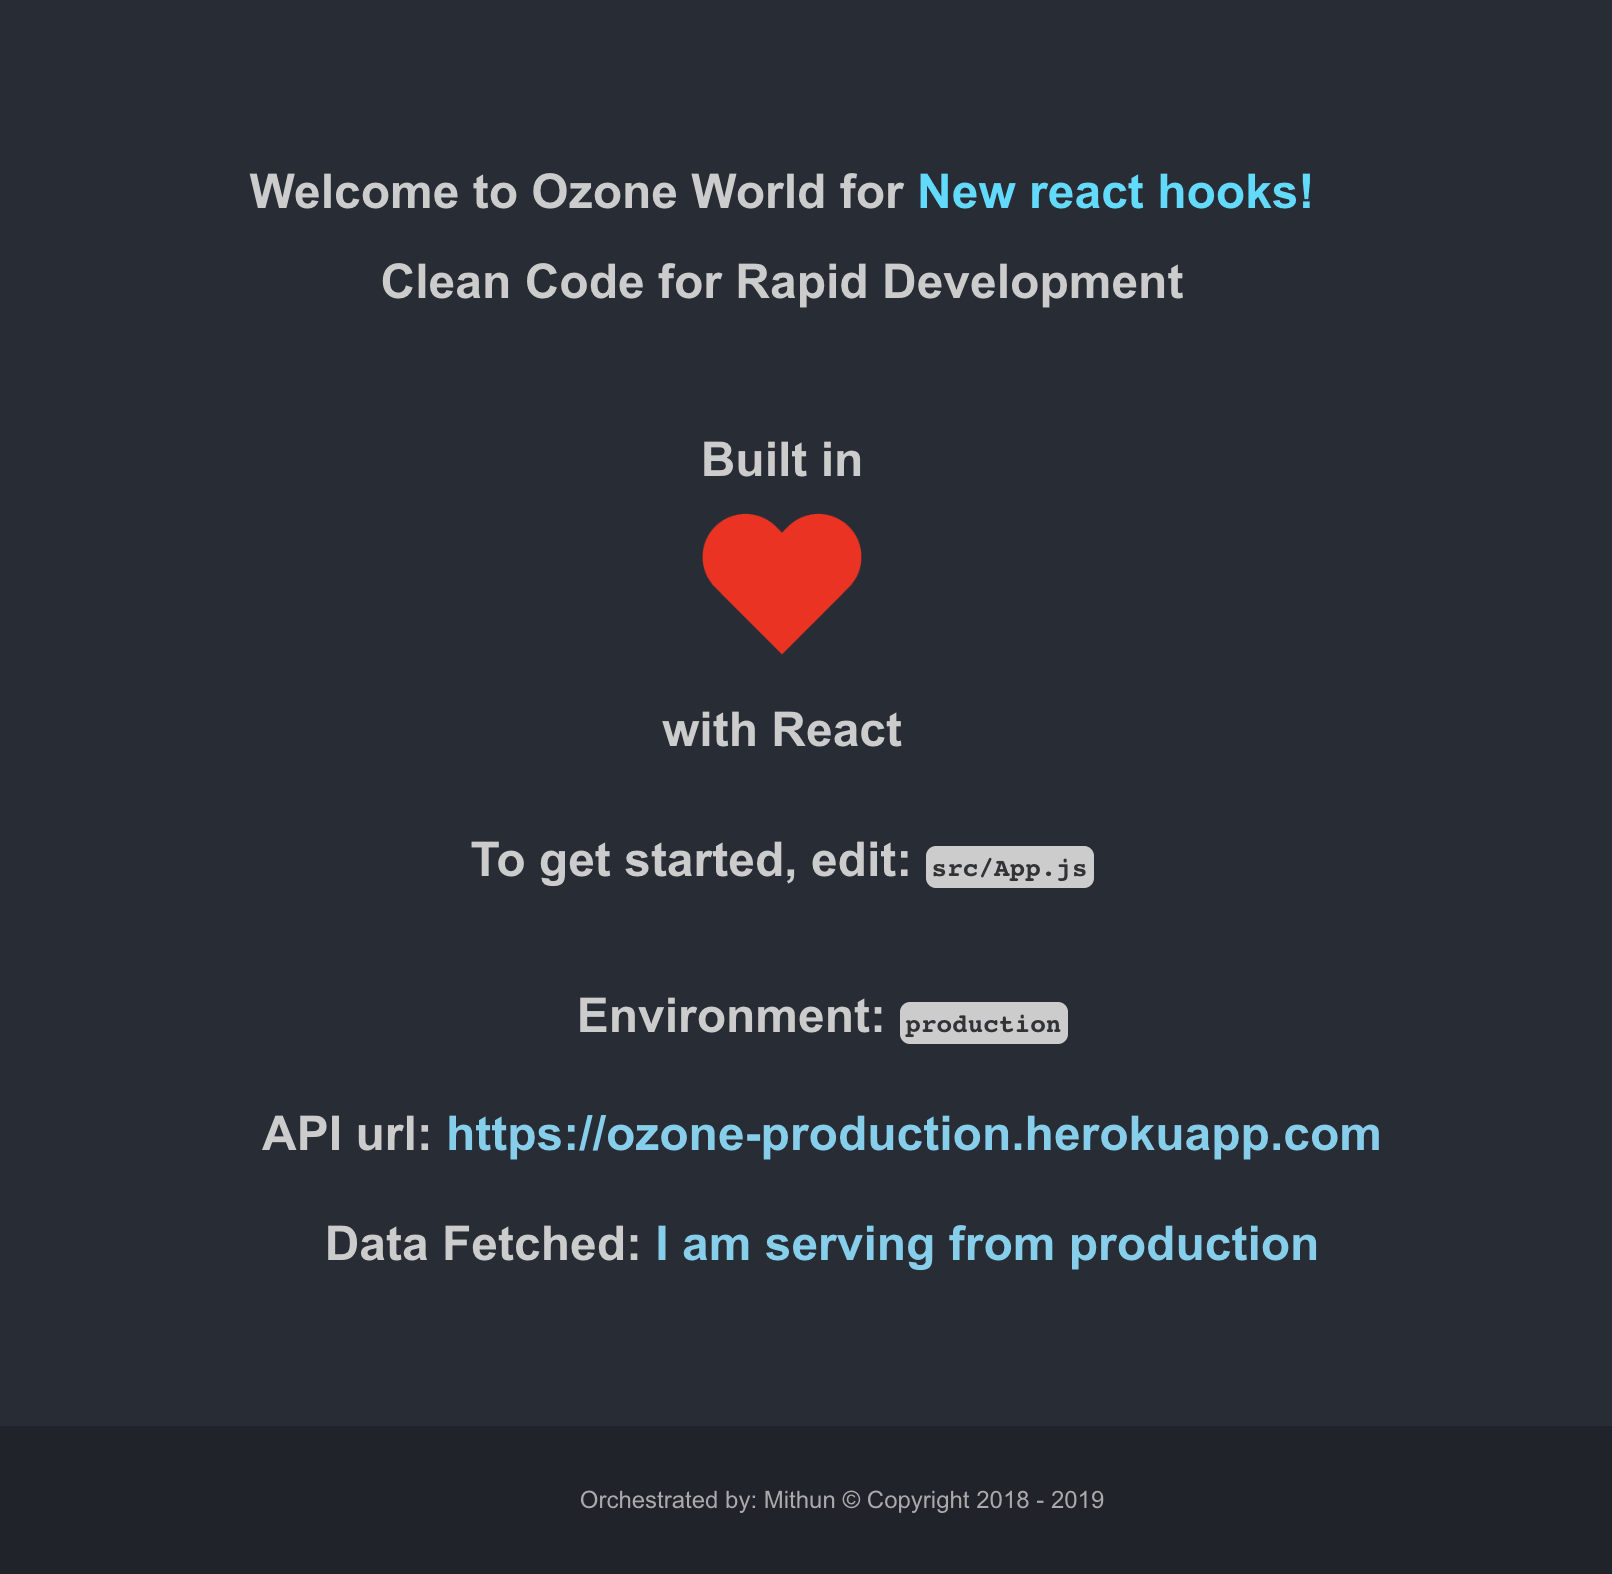 Welcome to Ozone World for New react hooks!
Clean Code for Rapid Development
Built in
with React
To get started, edit: src/App.js
Environment: production
API url: https://ozone-production.herokuapp.com
Data Fetched: I am serving from production
Orchestrated by: Mithun © Copyright 2018 - 2019